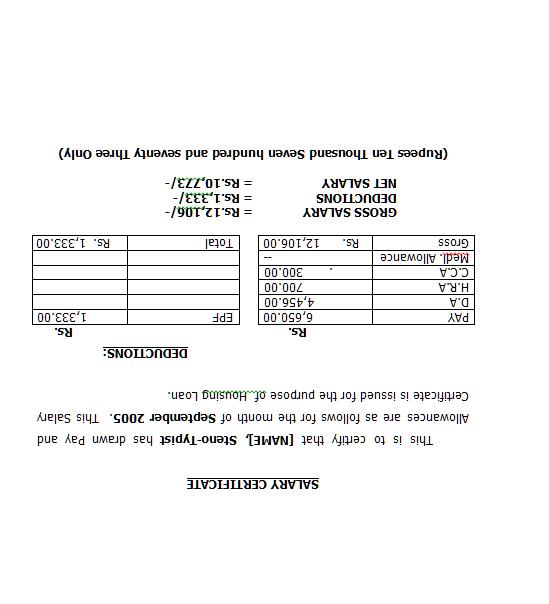 SALARY CERTIFICATE
This is to certify that [NAME], Steno-Typist has drawn Pay and
Allowances are as follows for the month of September 2005. This Salary
Certificate is issued for the purpose of Housing Loan.
DEDUCTIONS:
Rs. Rs.
PAY 6,650.00 EPF 1,333.00
D.A 4,456.00
H.R.A 700.00
C.C.A . 300.00
Medl. Allowance --
Gross Rs. 12,106.00 Total Rs. 1,333.00
GROSS SALARY = Rs.12,106/-
DEDUCTIONS = Rs.1,333/-
NET SALARY = Rs.10,773/-
(Rupees Ten Thousand Seven hundred and seventy Three Only)